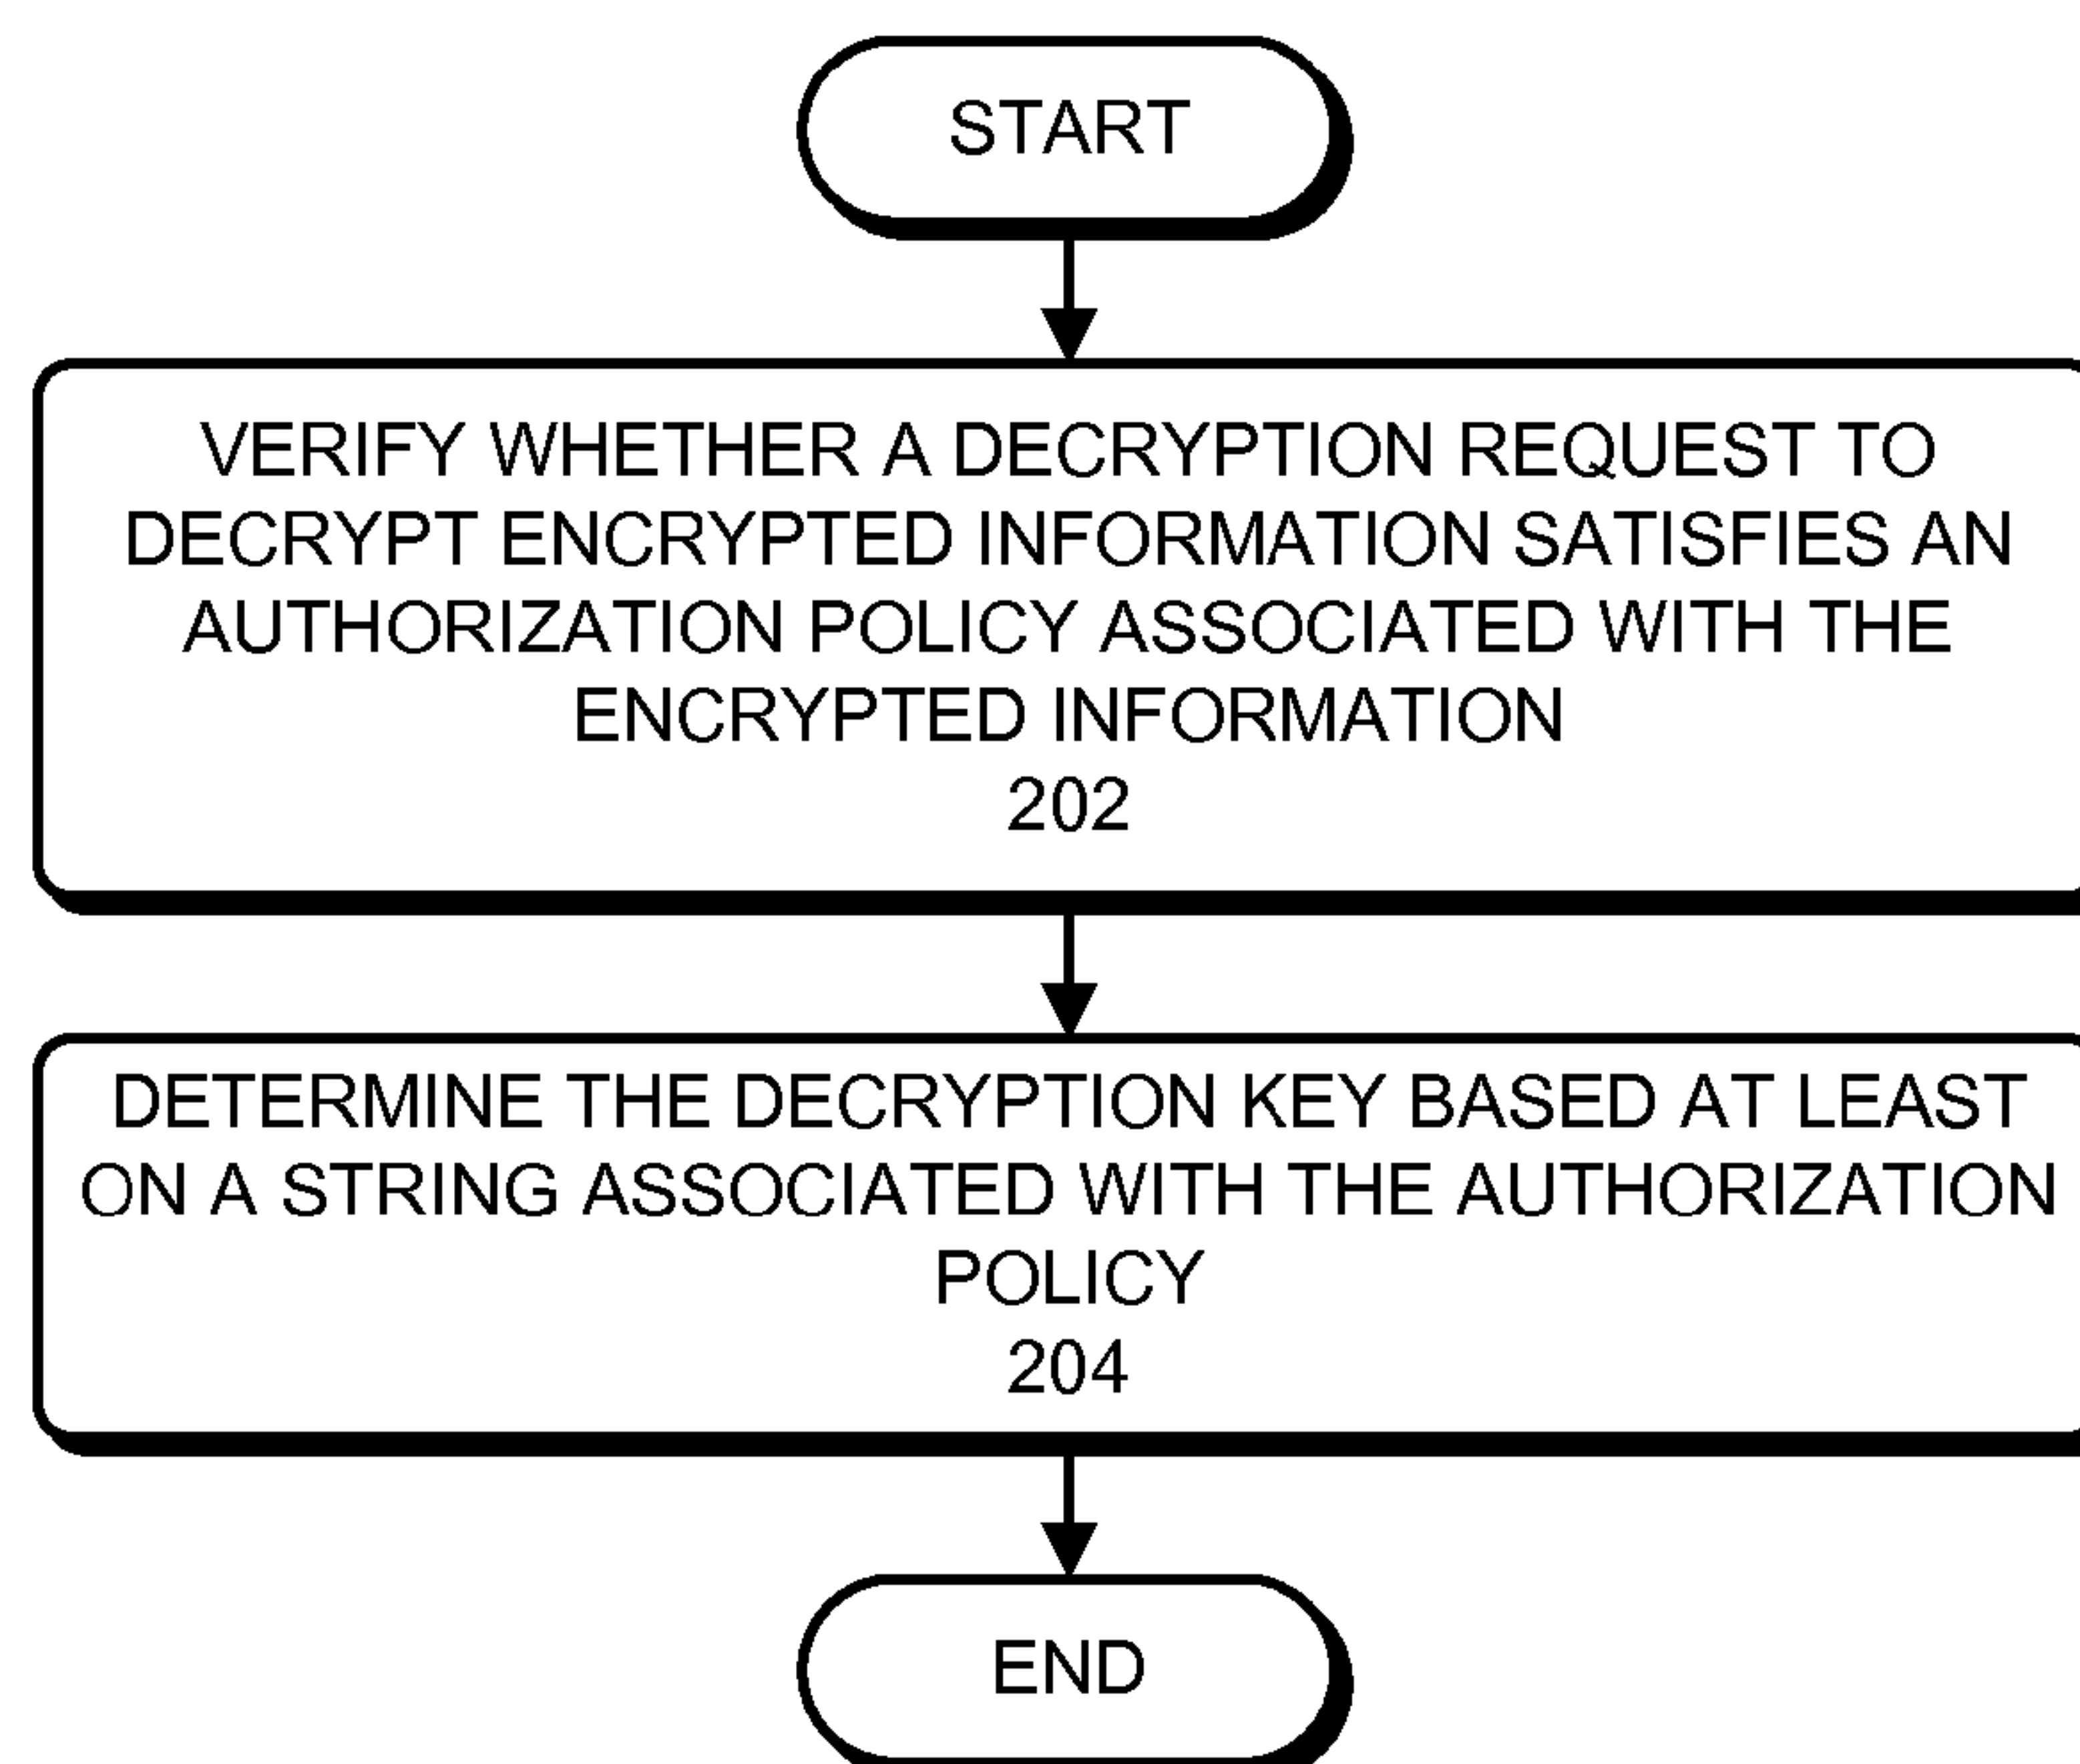 START
VERIFY WHETHER A DECRYPTION REQUEST TO
DECRYPT ENCRYPTED INFORMATION SATISFIES AN
AUTHORIZATION POLICY ASSOCIATED WITH THE
ENCRYPTED INFORMATION
202
DETERMINE THE DECRYPTION KEY BASED AT LEAST
ON A STRING ASSOCIATED WITH THE AUTHORIZATION
POLICY
204
END